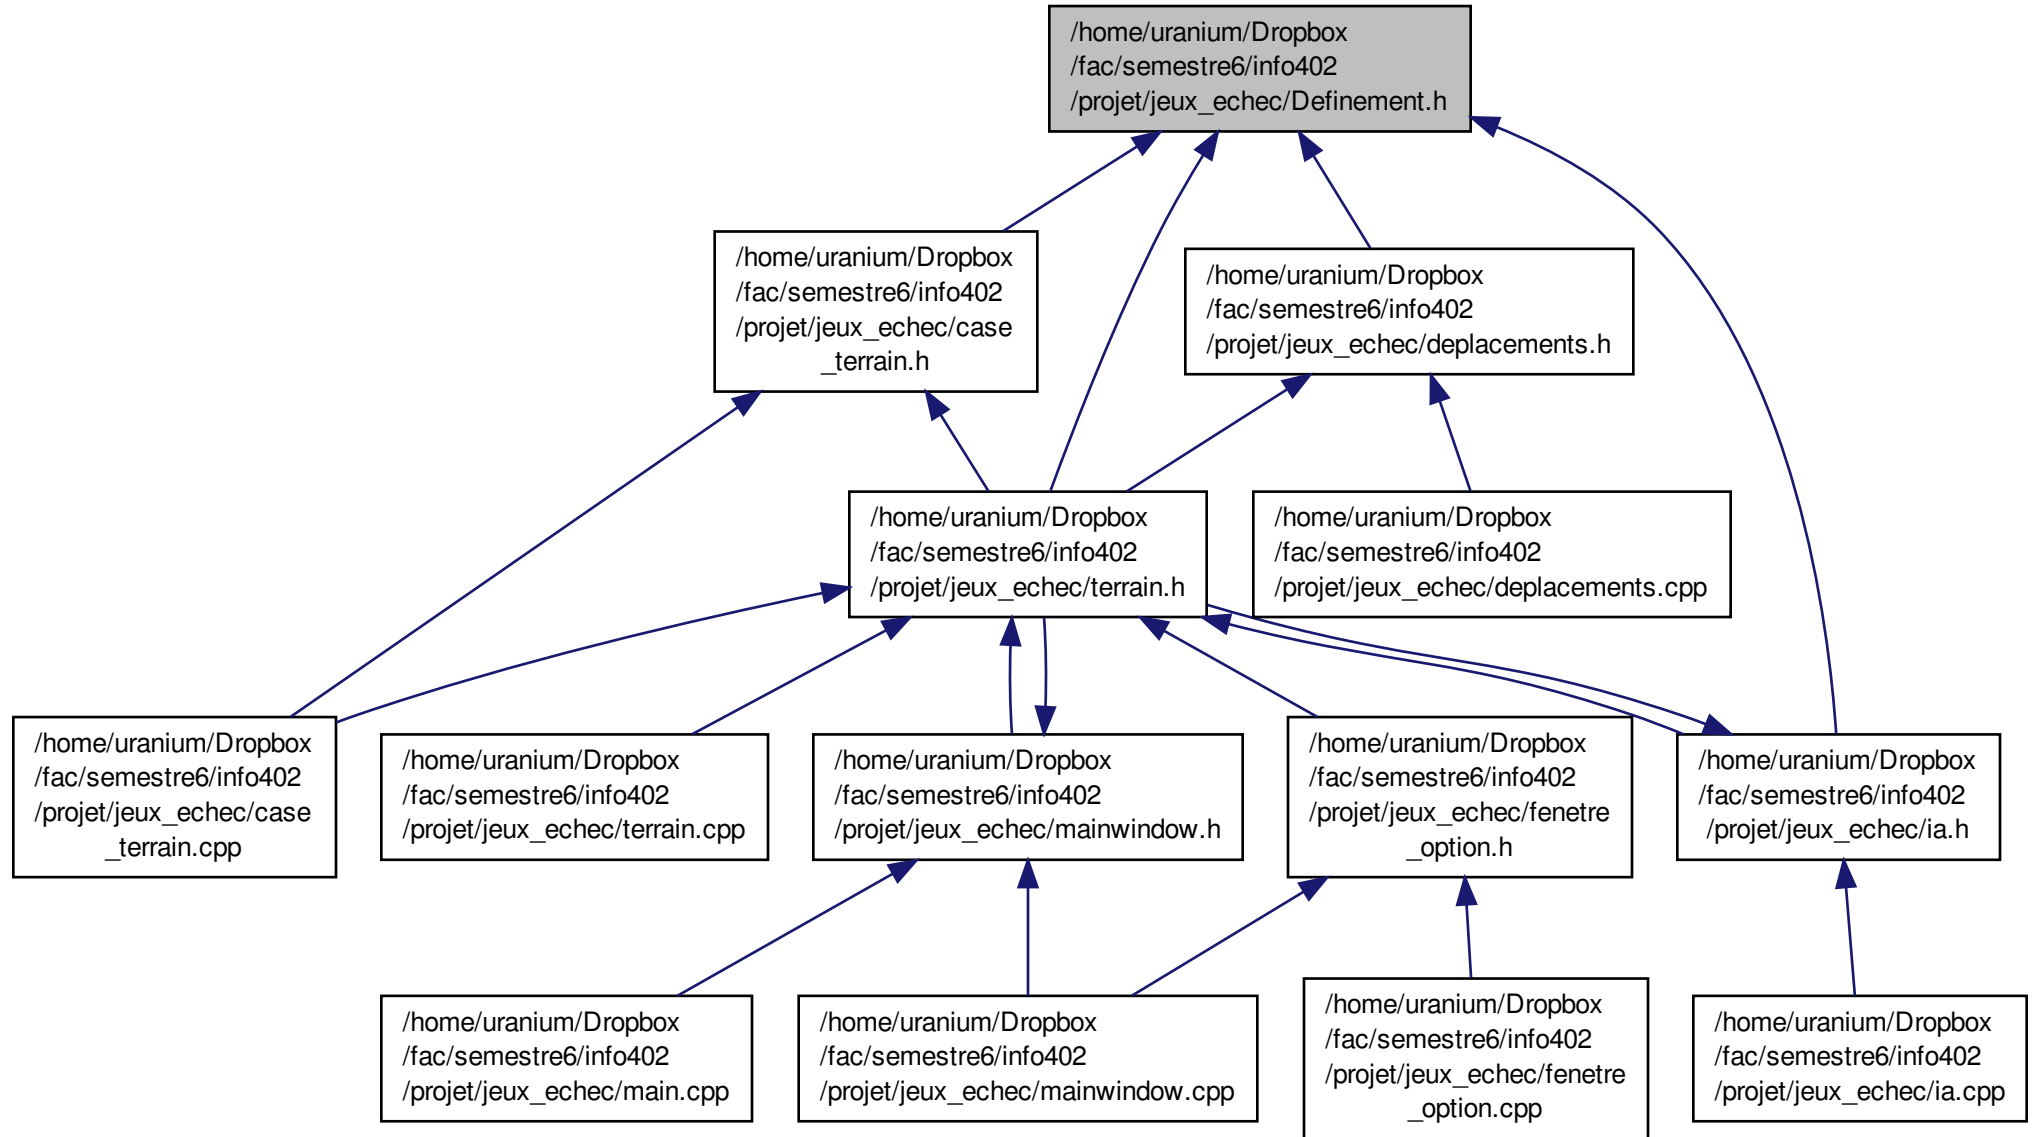 /home/uranium/Dropbox
/fac/semestre6/info402
/projet/jeux_echec/Definement.h
/home/uranium/Dropbox
/fac/semestre6/info402
/projet/jeux_echec/case
_terrain.h
/home/uranium/Dropbox
/fac/semestre6/info402
/projet/jeux_echec/deplacements.h
/home/uranium/Dropbox
/fac/semestre6/info402
/projet/jeux_echec/terrain.h
/home/uranium/Dropbox
/fac/semestre6/info402
/projet/jeux_echec/deplacements.cpp
/home/uranium/Dropbox
/fac/semestre6/info402
/projet/jeux_echec/case
_terrain.cpp
/home/uranium/Dropbox
/fac/semestre6/info402
/projet/jeux_echec/terrain.cpp
/home/uranium/Dropbox
/fac/semestre6/info402
/projet/jeux_echec/mainwindow.h
/home/uranium/Dropbox
/fac/semestre6/info402
/projet/jeux_echec/fenetre
_option.h
/home/uranium/Dropbox
/fac/semestre6/info402
/projet/jeux_echec/ia.h
/home/uranium/Dropbox
/fac/semestre6/info402
/projet/jeux_echec/main.cpp
/home/uranium/Dropbox
/fac/semestre6/info402
/projet/jeux_echec/mainwindow.cpp
/home/uranium/Dropbox
/fac/semestre6/info402
/projet/jeux_echec/fenetre
_option.cpp
/home/uranium/Dropbox
/fac/semestre6/info402
/projet/jeux_echec/ia.cpp